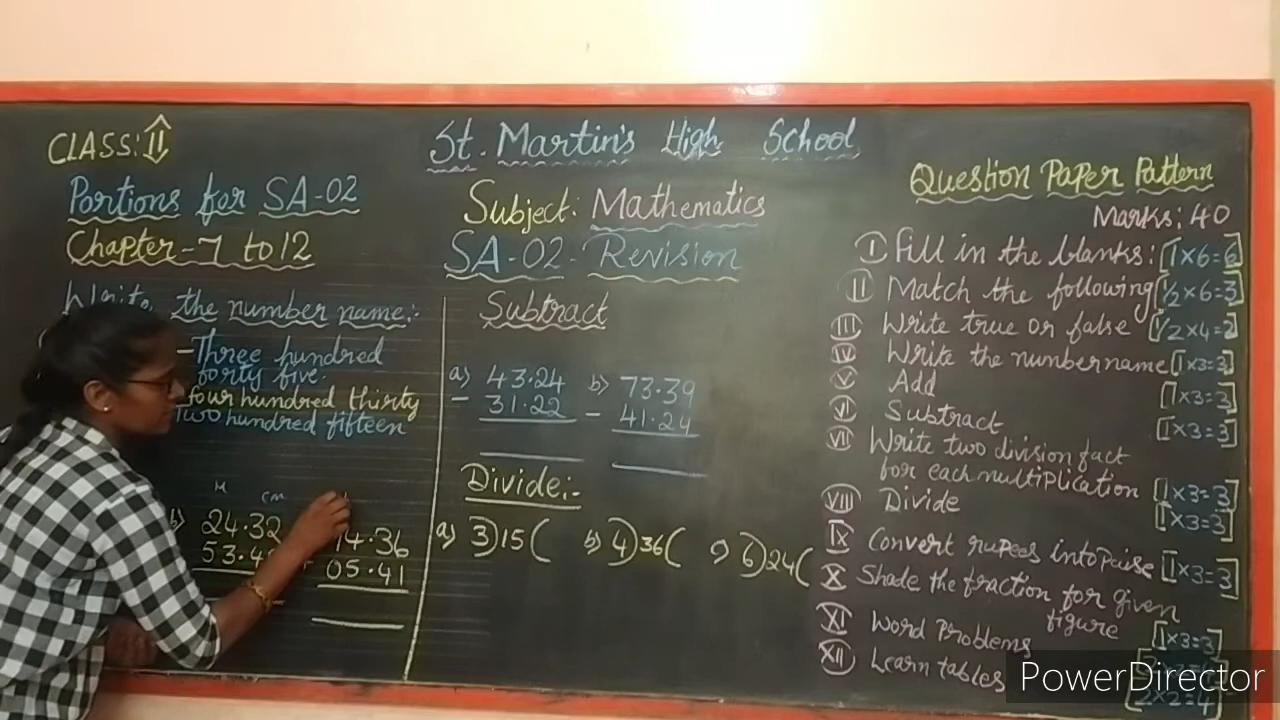 CLASS: II
St. Martin's High School
Portions for SA-02
Chapter-7 to 12
Subject: Mathematics
SA-02- Revision
Write the number name:-
-Three hundred
forty five.
four hundred thirty
Two hundred fifteen
M cm
b) 24.32
53.4
14.36
- 05.41
Subtract
a) 43.24 b) 73.39
- 31.22 - 41.24
Divide:-
a) 3)15( b) 4)36( c) 6)24(
Question Paper Pattern
Marks: 40
I Fill in the blanks: [1×6=6]
II Match the following [1/2×6=3]
III Write true or false [1/2×4=2]
IV Write the number name [1×3=3]
V Add [1×3=3]
VI Subtract [1×3=3]
VII Write two division fact
for each multiplication [1×3=3]
VIII Divide [1×3=3]
IX Convert rupees into paise [1×3=3]
X Shade the fraction for given
figure [1×3=3]
XI Word Problems
XII Learn tables 2×2=4]
PowerDirector